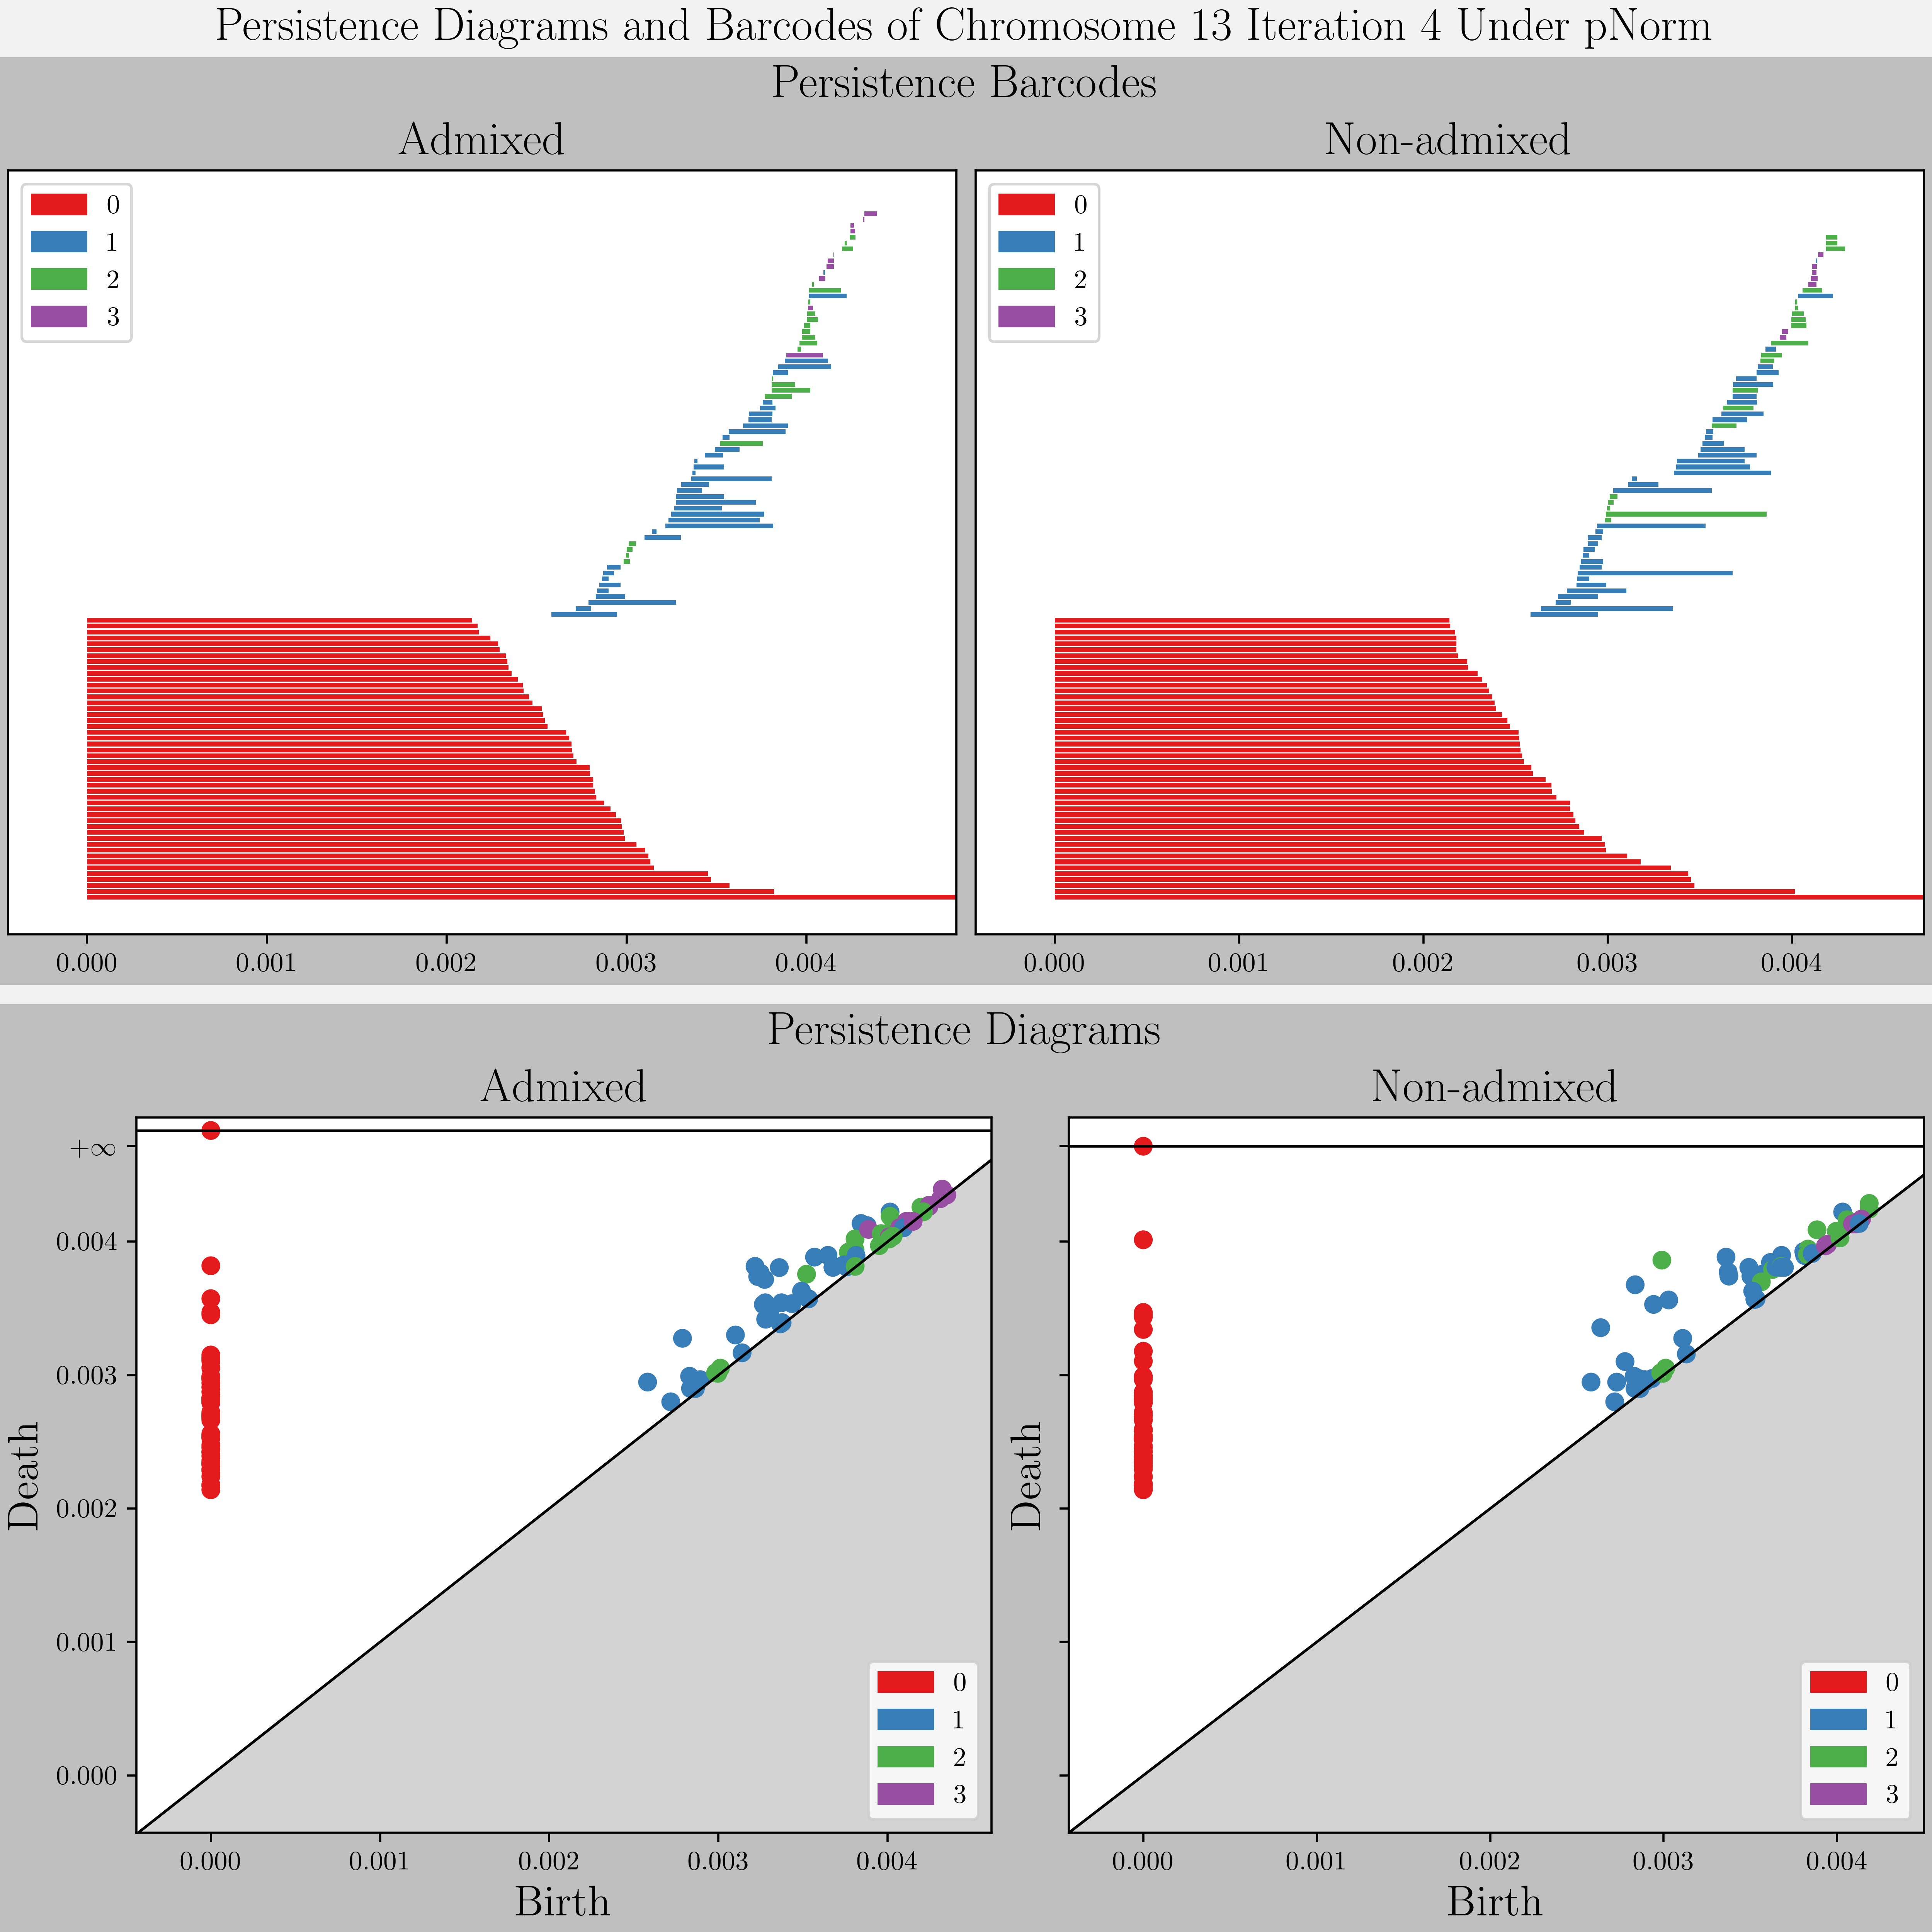 Persistence Diagrams and Barcodes of Chromosome 13 Iteration 4 Under pNorm
Persistence Barcodes
Admixed
0
1
2
3
0.000 0.001 0.002 0.003 0.004
Non-admixed
0
1
2
3
0.000 0.001 0.002 0.003 0.004
Persistence Diagrams
Admixed
+∞
0.004
0.003
0.002
0.001
0.000
Death
0
1
2
3
0.000 0.001 0.002 0.003 0.004
Birth
Non-admixed
Death
0
1
2
3
0.000 0.001 0.002 0.003 0.004
Birth